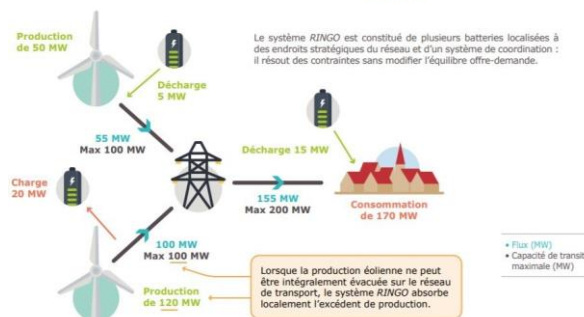 Production
de 50 MW
Le système RINGO est constitué de plusieurs batteries localisées à
des endroits stratégiques du réseau et d'un système de coordination :
il résout des contraintes sans modifier l'équilibre offre-demande.
Décharge
5 MW
55 MW
Max 100 MW
Décharge 15 MW
Charge
20 MW
155 MW
Max 200 MW
Consommation
de 170 MW
100 MW
Max 100 MW
Production
de 120 MW
Lorsque la production éolienne ne peut
être intégralement évacuée sur le réseau
de transport, le système RINGO absorbe
localement l'excédent de production.
• Flux (MW)
• Capacité de transit
maximale (MW)